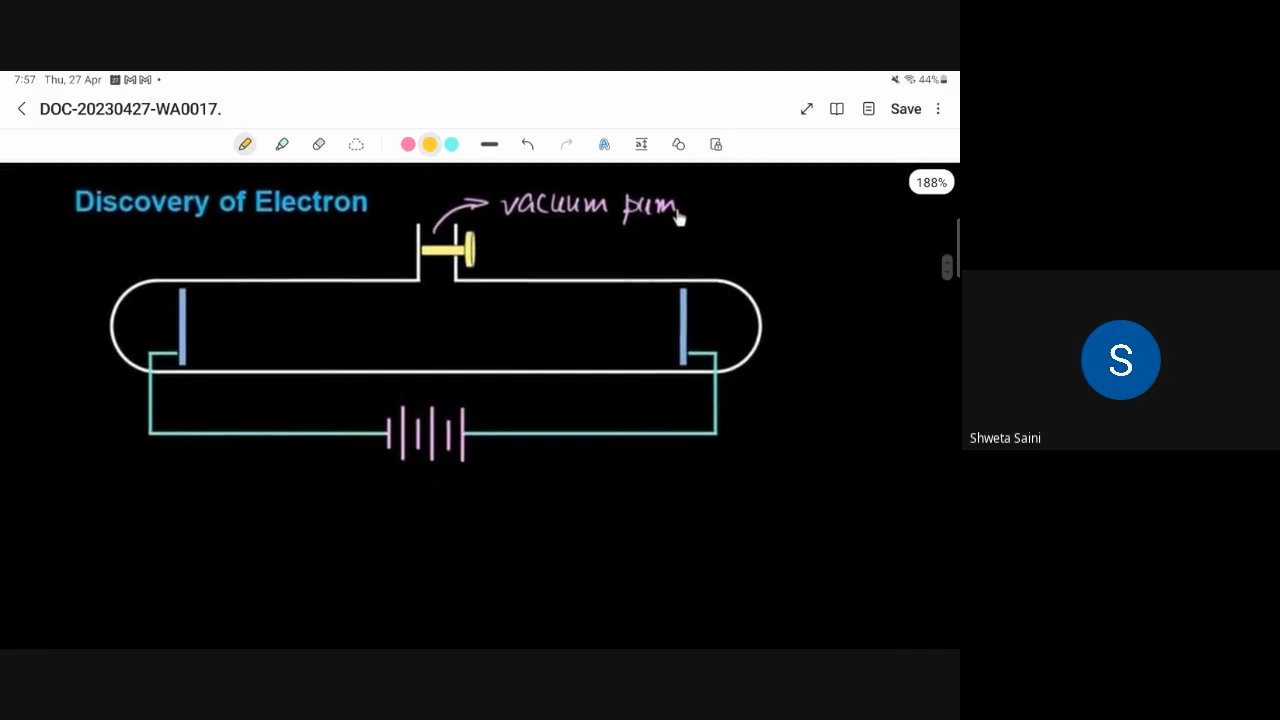 7:57 Thu, 27 Apr
44%
DOC-20230427-WA0017.
Save
188%
Discovery of Electron
vacuum pum
S
Shweta Saini